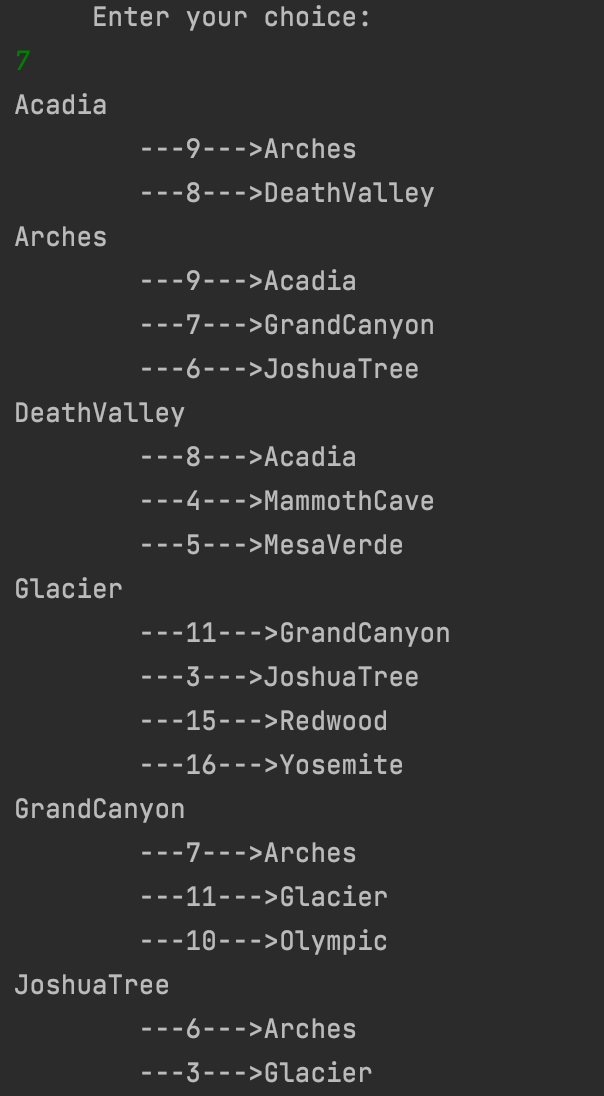 Enter your choice:
7
Acadia
---9--->Arches
---8--->DeathValley
Arches
---9--->Acadia
---7--->GrandCanyon
---6--->JoshuaTree
DeathValley
---8--->Acadia
---4--->MammothCave
---5--->MesaVerde
Glacier
---11--->GrandCanyon
---3--->JoshuaTree
---15--->Redwood
---16--->Yosemite
GrandCanyon
---7--->Arches
---11--->Glacier
---10--->Olympic
JoshuaTree
---6--->Arches
---3--->Glacier